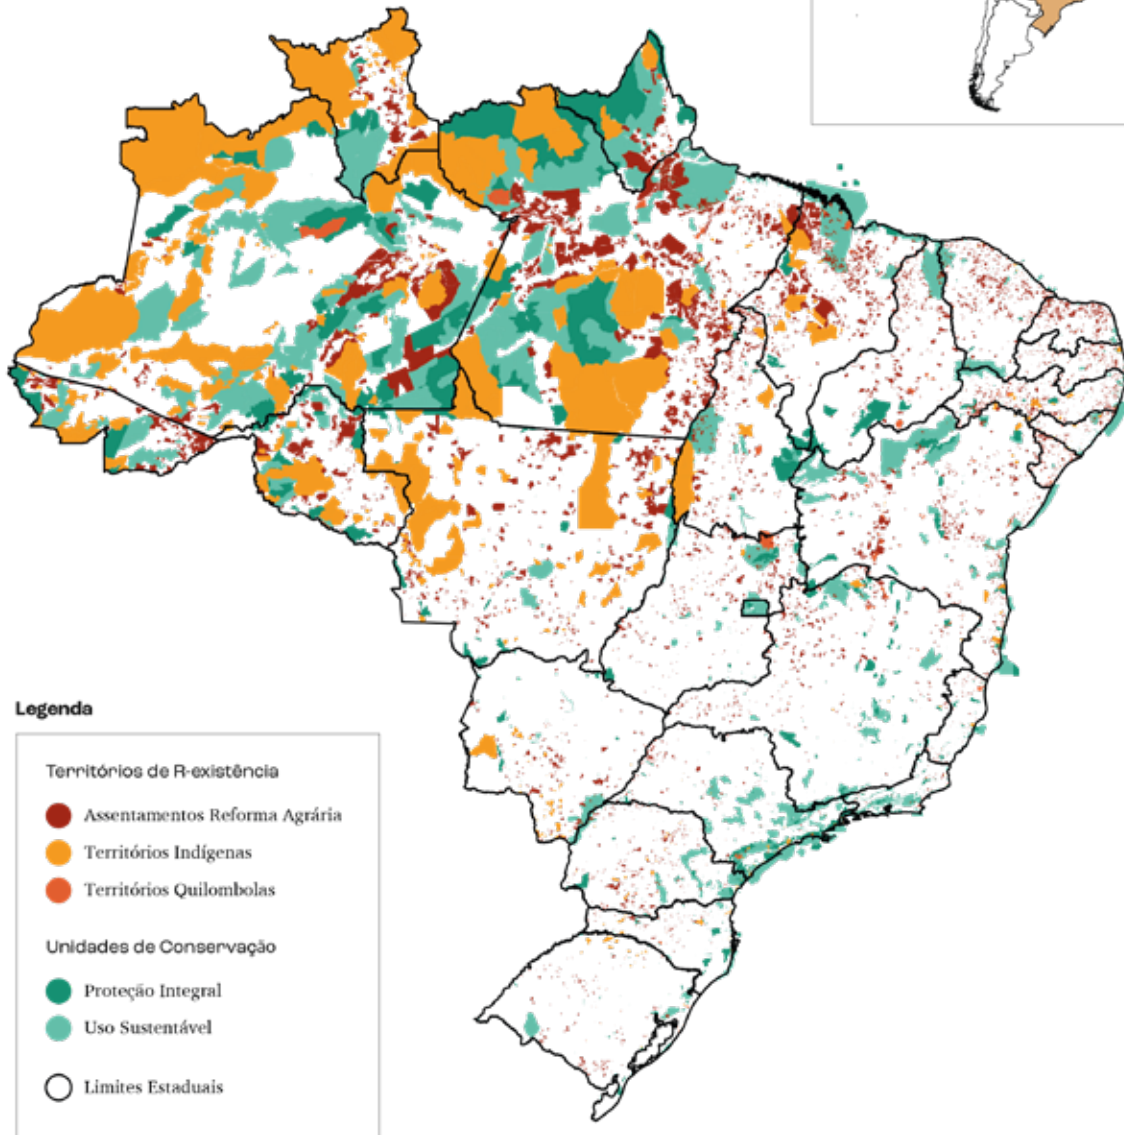 Legenda
Territórios de R-existência
Assentamentos Reforma Agrária
Territórios Indígenas
Territórios Quilombolas
Unidades de Conservação
Proteção Integral
Uso Sustentável
Limites Estaduais